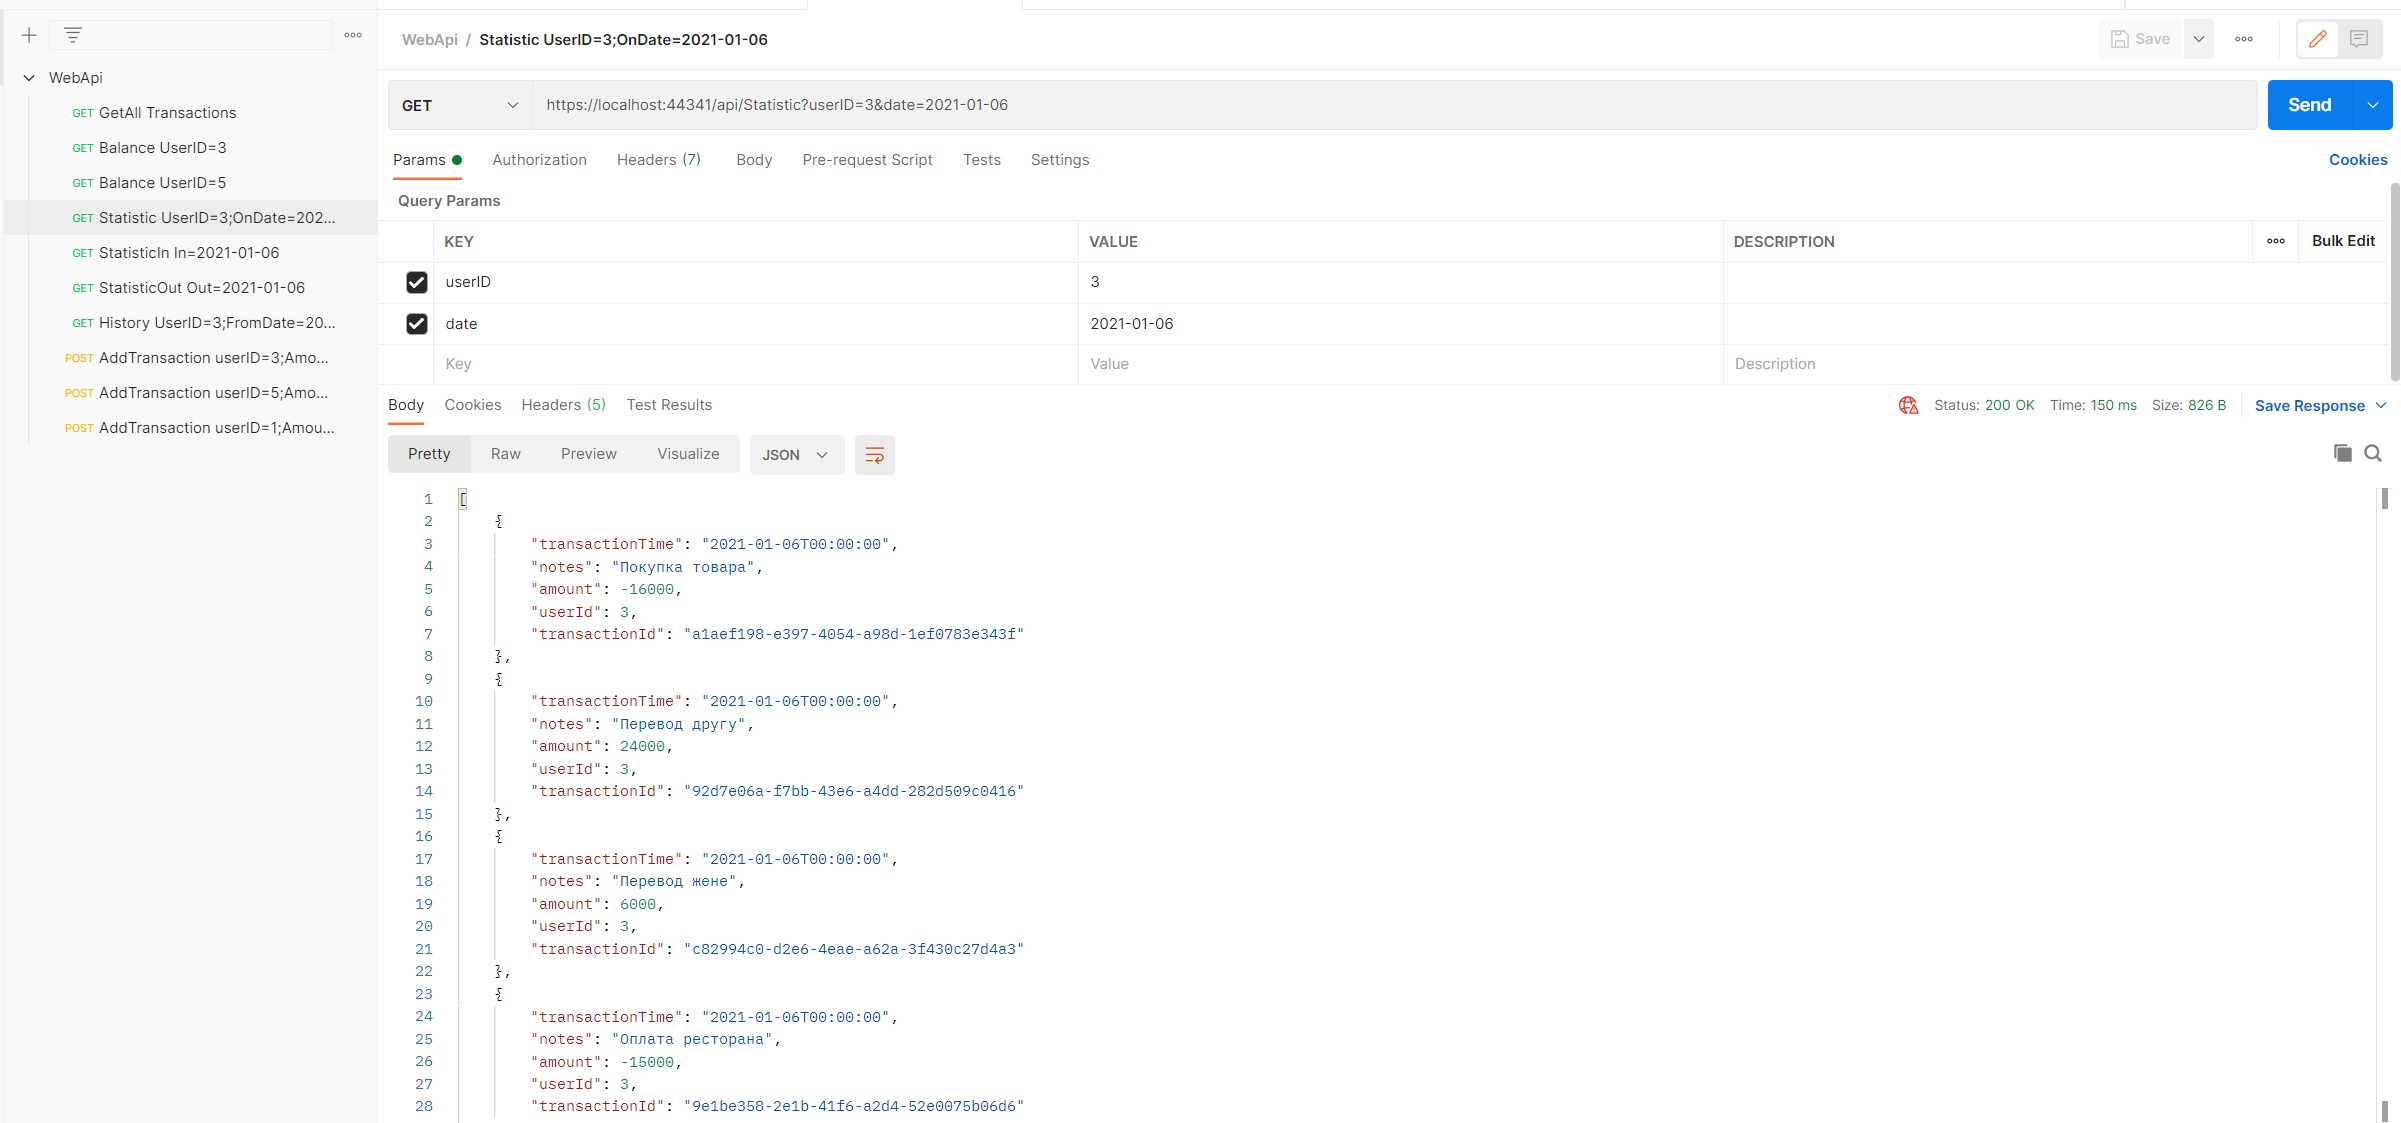 WebApi
GET GetAll Transactions
GET Balance UserID=3
GET Balance UserID=5
GET Statistic UserID=3;OnDate=202...
GET StatisticIn In=2021-01-06
GET StatisticOut Out=2021-01-06
GET History UserID=3;FromDate=20...
POST AddTransaction userID=3;Amo...
POST AddTransaction userID=5;Amo...
POST AddTransaction userID=1;Amou...
WebApi / Statistic UserID=3;OnDate=2021-01-06
Save
GET https://localhost:44341/api/Statistic?userID=3&date=2021-01-06 Send
Params Authorization Headers (7) Body Pre-request Script Tests Settings Cookies
Query Params
KEY VALUE DESCRIPTION Bulk Edit
userID 3
date 2021-01-06
Key Value Description
Body Cookies Headers (5) Test Results Status: 200 OK Time: 150 ms Size: 826 B Save Response
Pretty Raw Preview Visualize JSON
1 [
2 {
3 "transactionTime": "2021-01-06T00:00:00",
4 "notes": "Покупка товара",
5 "amount": -16000,
6 "userId": 3,
7 "transactionId": "a1aef198-e397-4054-a98d-1ef0783e343f"
8 },
9 {
10 "transactionTime": "2021-01-06T00:00:00",
11 "notes": "Перевод другу",
12 "amount": 24000,
13 "userId": 3,
14 "transactionId": "92d7e06a-f7bb-43e6-a4dd-282d509c0416"
15 },
16 {
17 "transactionTime": "2021-01-06T00:00:00",
18 "notes": "Перевод жене",
19 "amount": 6000,
20 "userId": 3,
21 "transactionId": "c82994c0-d2e6-4eae-a62a-3f430c27d4a3"
22 },
23 {
24 "transactionTime": "2021-01-06T00:00:00",
25 "notes": "Оплата ресторана",
26 "amount": -15000,
27 "userId": 3,
28 "transactionId": "9e1be358-2e1b-41f6-a2d4-52e0075b06d6"